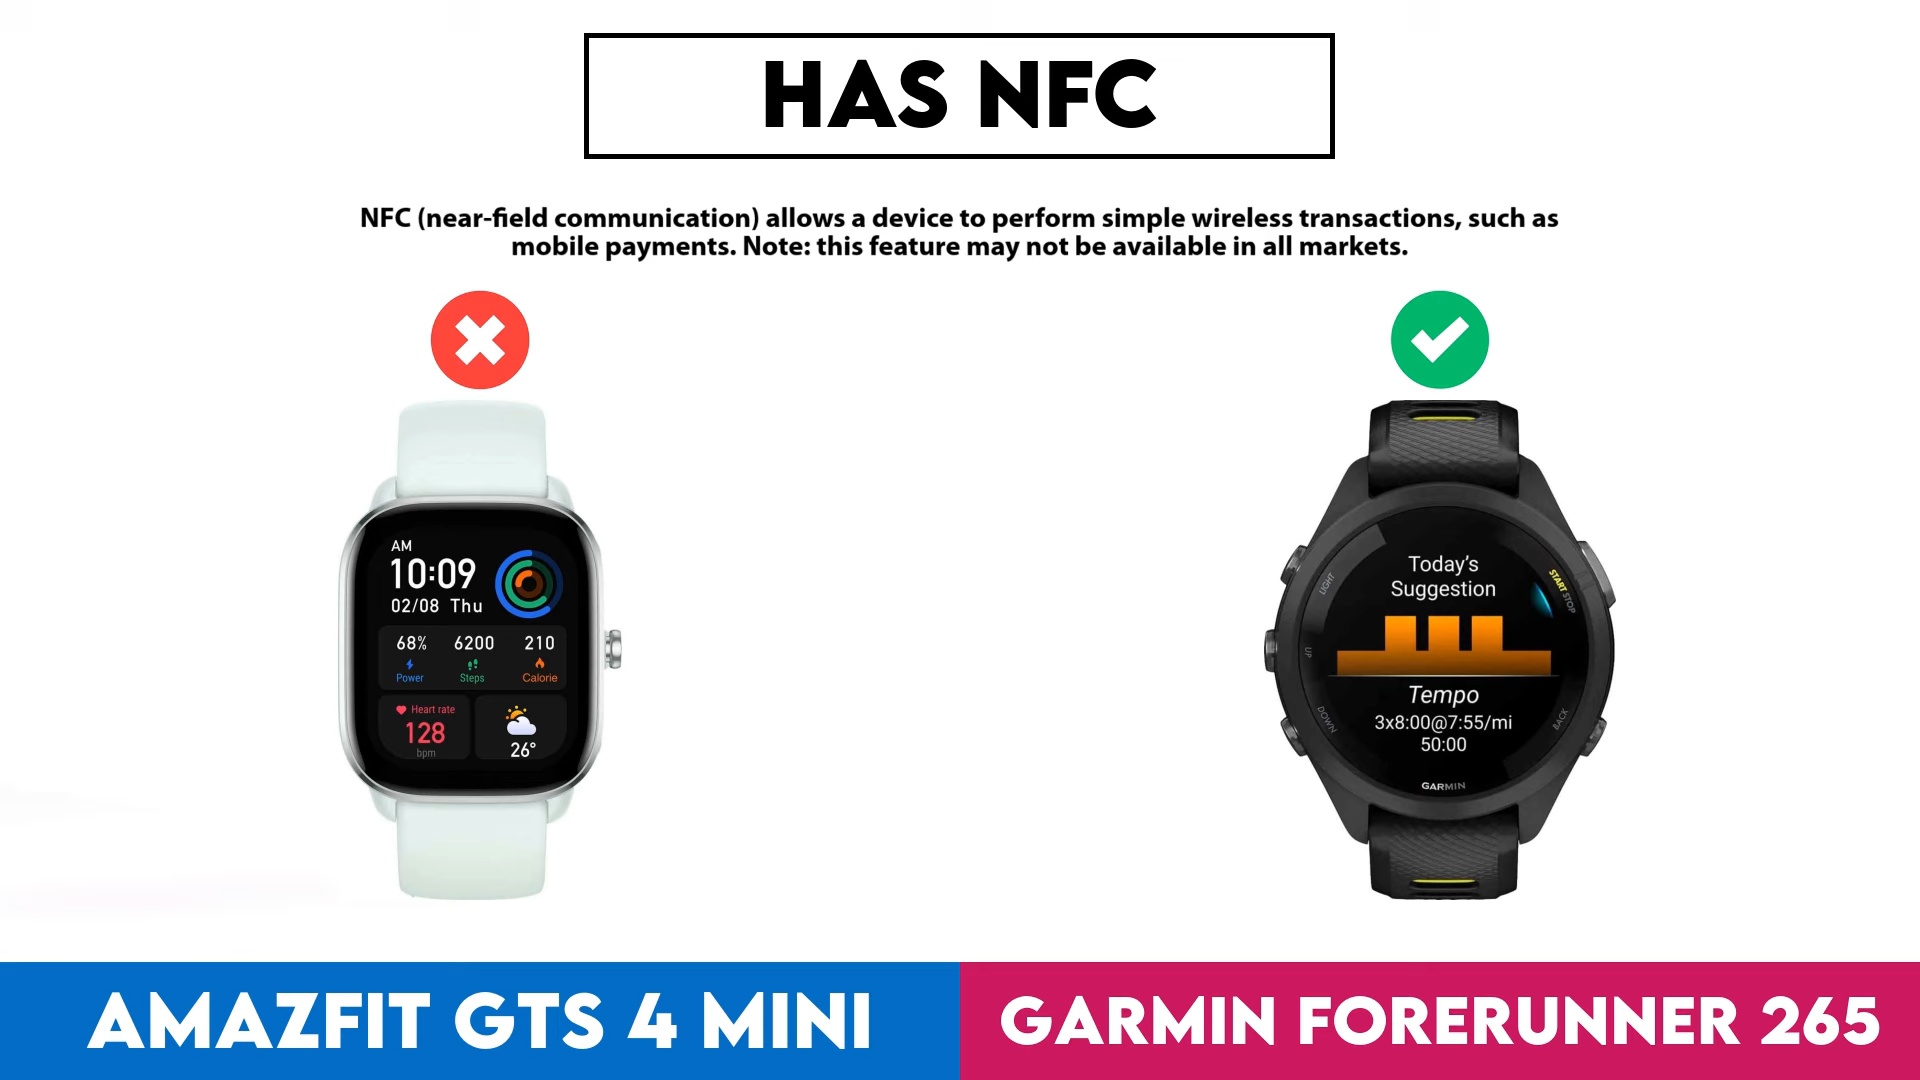 HAS NFC
NFC (near-field communication) allows a device to perform simple wireless transactions, such as
mobile payments. Note: this feature may not be available in all markets.
AM
10:09
02/08 Thu
68% 6200 210
Power Steps Calorie
Heart rate
128
bpm
26°
Today's
Suggestion
Tempo
3x8:00@7:55/mi
50:00
GARMIN
LIGHT
UP
DOWN
START STOP
BACK
AMAZFIT GTS 4 MINI
GARMIN FORERUNNER 265